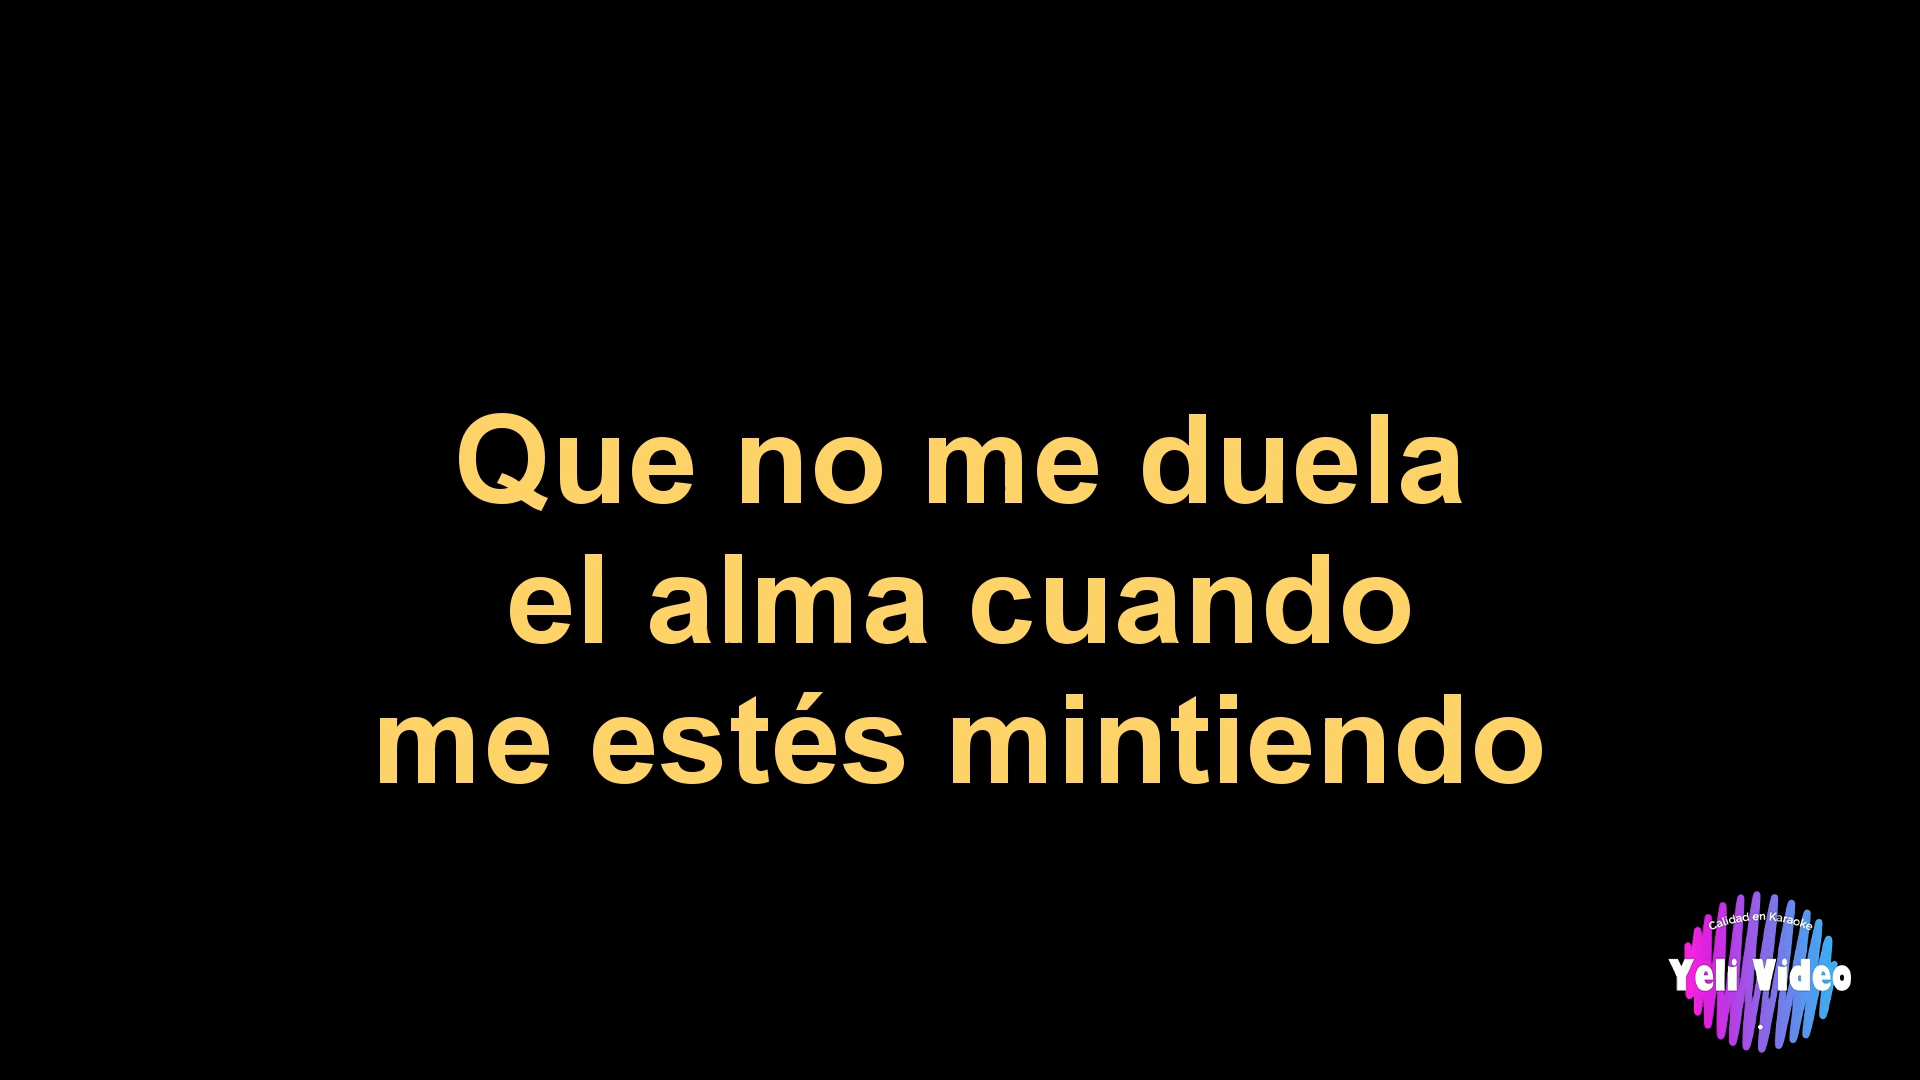 Que no me duela
el alma cuando
me estés mintiendo
Calidad en Karaoke
Yeli Video